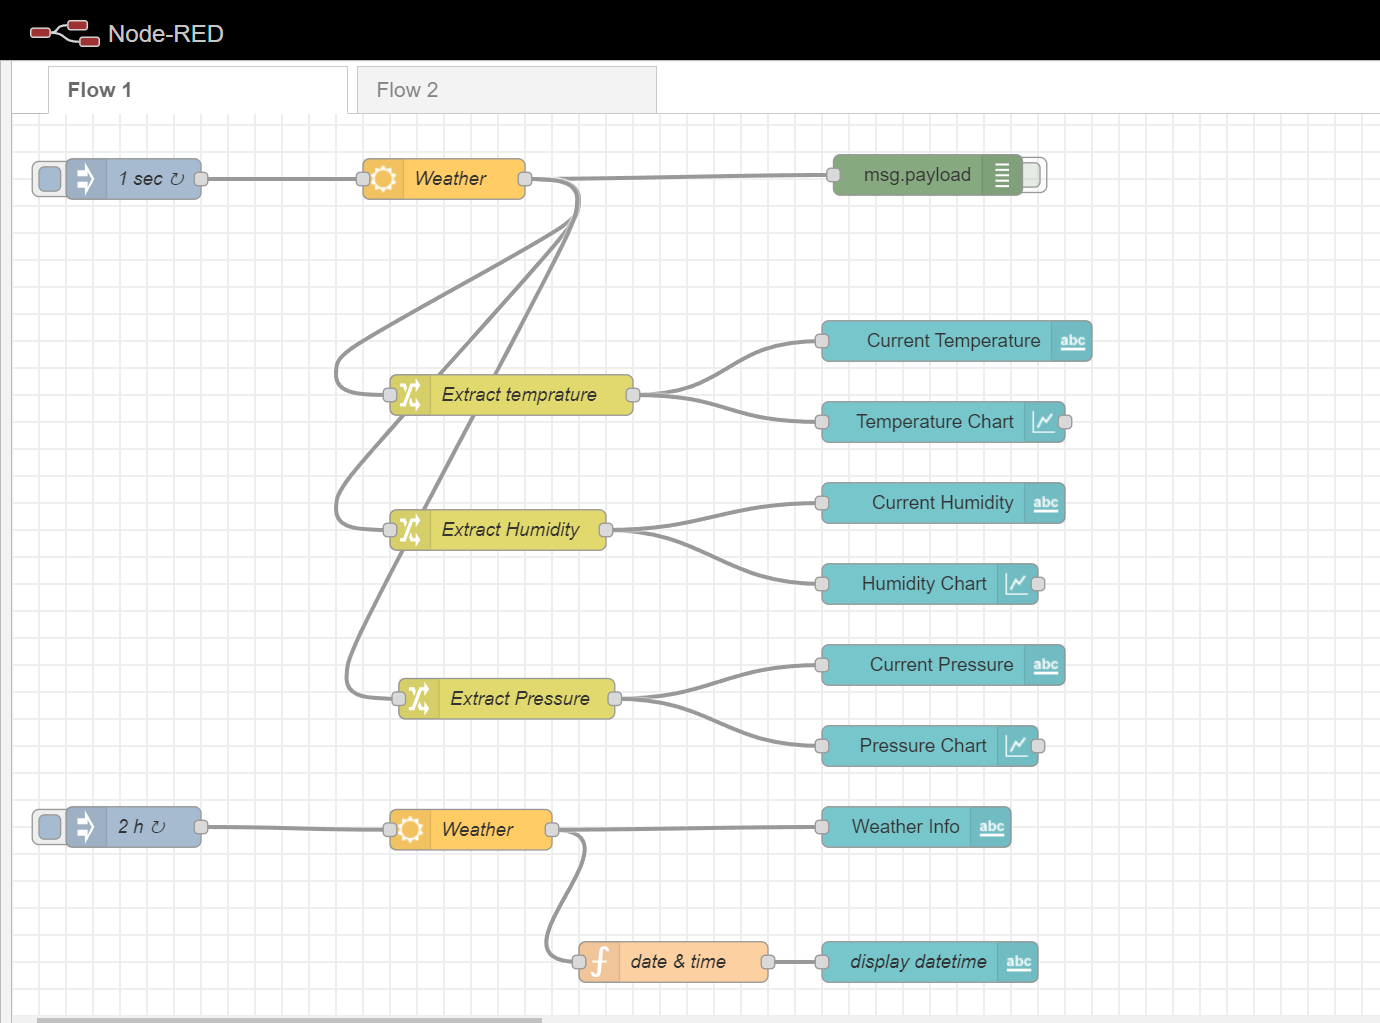 Node-RED
Flow 1
Flow 2
1 sec ↻
Weather
msg.payload
Current Temperature
abc
Extract temprature
Temperature Chart
Current Humidity
abc
Extract Humidity
Humidity Chart
Current Pressure
abc
Extract Pressure
Pressure Chart
2 h ↻
Weather
Weather Info
abc
date & time
display datetime
abc